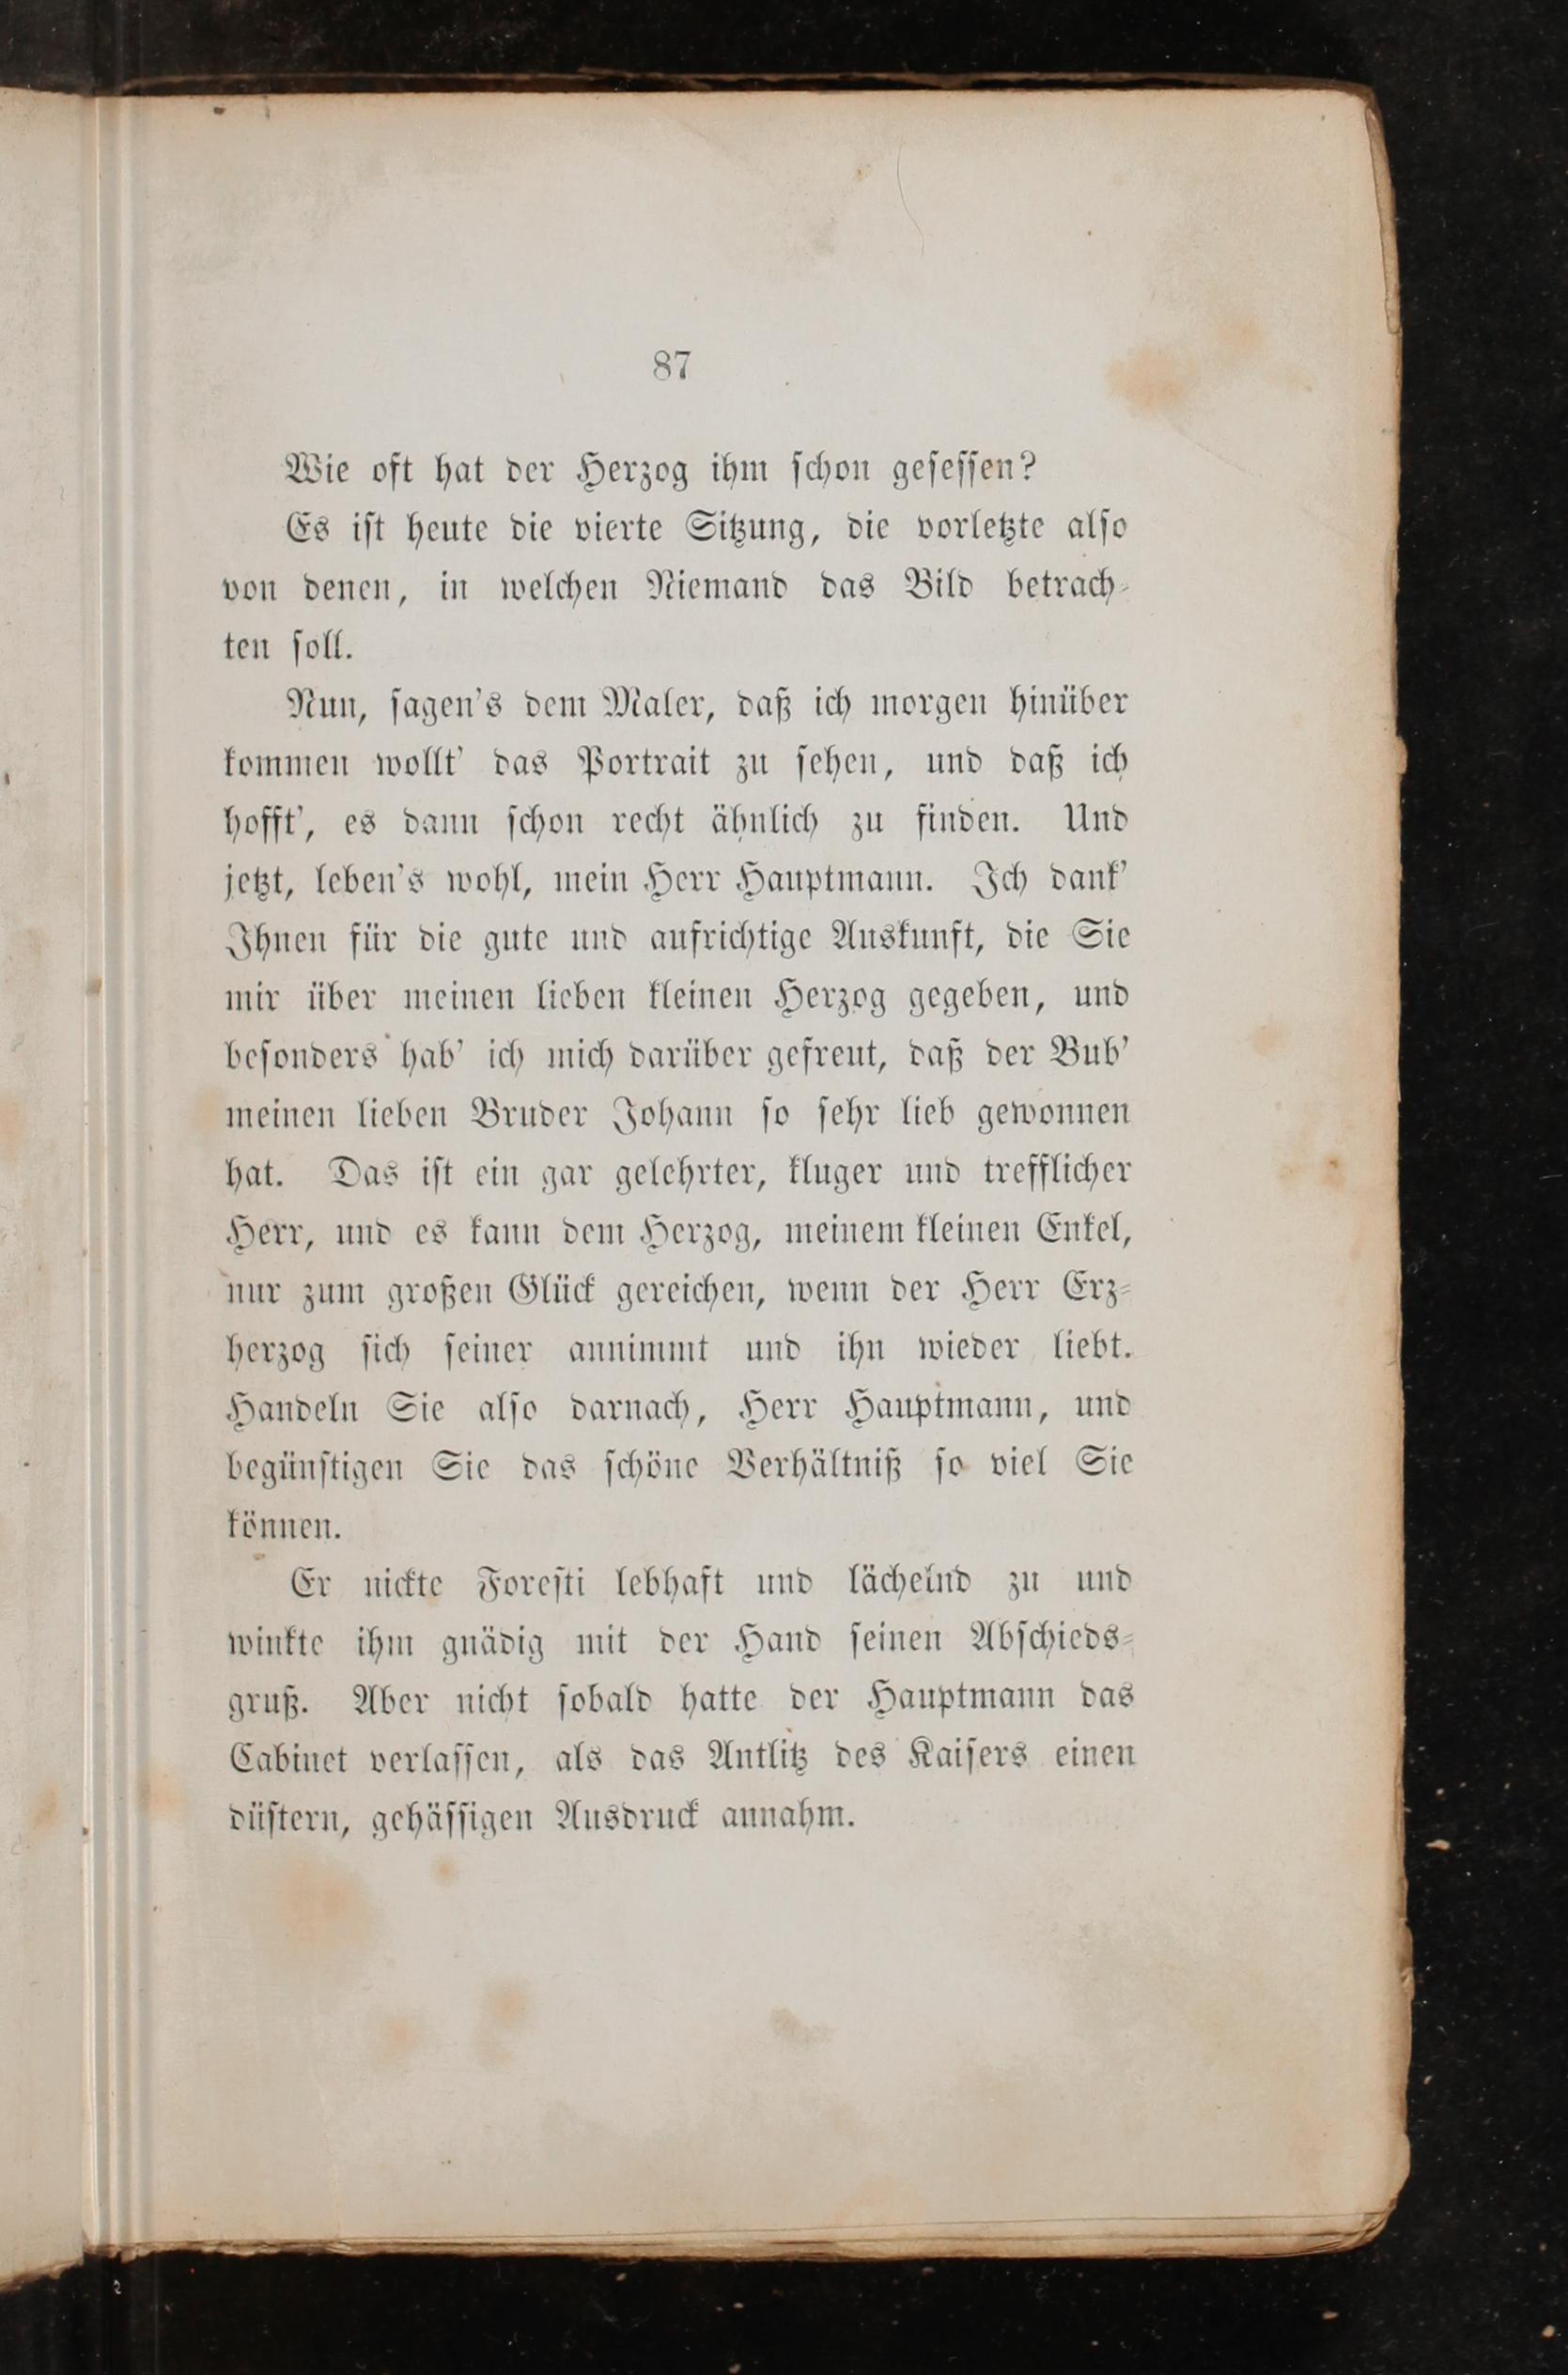 87
Wie oft hat der Herzog ihm schon gesessen?
Es ist heute die vierte Sitzung, die vorletzte also
von denen, in welchen Niemand das Bild betrach-
ten soll.
Nun, sagen's dem Maler, daß ich morgen hinüber
kommen wollt' das Portrait zu sehen, und daß ich
hofft', es dann schon recht ähnlich zu finden. Und
jetzt, leben's wohl, mein Herr Hauptmann. Ich dank'
Ihnen für die gute und aufrichtige Auskunft, die Sie
mir über meinen lieben kleinen Herzog gegeben, und
besonders hab' ich mich darüber gefreut, daß der Bub'
meinen lieben Bruder Johann so sehr lieb gewonnen
hat. Das ist ein gar gelehrter, kluger und trefflicher
Herr, und es kann dem Herzog, meinem kleinen Enkel,
nur zum großen Glück gereichen, wenn der Herr Erz-
herzog sich seiner annimmt und ihn wieder liebt.
Handeln Sie also darnach, Herr Hauptmann, und
begünstigen Sie das schöne Verhältniß so viel Sie
können.
Er nickte Foresti lebhaft und lächelnd zu und
winkte ihm gnädig mit der Hand seinen Abschieds-
gruß. Aber nicht sobald hatte der Hauptmann das
Cabinet verlassen, als das Antlitz des Kaisers einen
düstern, gehässigen Ausdruck annahm.